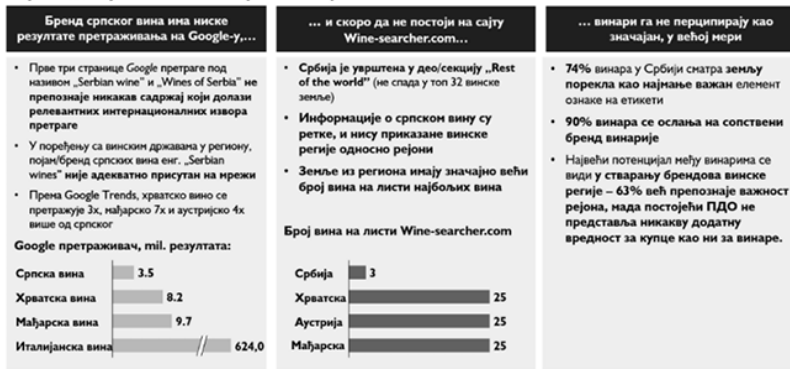 Бренд српског вина има ниске
резултате претраживања на Google-у,...
• Прве три странице Google претраге под
називом „Serbian wine" и „Wines of Serbia" не
препознаје никакав садржај који долази
релевантних интернационалних извора
претраге
• У поређењу са винским државама у региону,
појам/бренд српских вина енг. „Serbian
wines" није адекватно присутан на мрежи
• Према Google Trends, хрватско вино се
претражује 3x, мађарско 7x и аустријско 4x
више од српског
Google претраживач, mil. резултата:
Српска вина 3.5
Хрватска вина 8.2
Мађарска вина 9.7
Италијанска вина 624,0
... и скоро да не постоји на сајту
Wine-searcher.com...
• Србија је уврштена у део/секцију „Rest
of the world" (не спада у топ 32 винске
земље)
• Информације о српском вину су
ретке, и нису приказане винске
регије односно рејони
• Земље из региона имају значајно већи
број вина на листи најбољих вина
Број вина на листи Wine-searcher.com
Србија 3
Хрватска 25
Аустрија 25
Мађарска 25
... винари га не перципирају као
значајан, у већој мери
• 74% винара у Србији сматра земљу
порекла као најмање важан елемент
ознаке на етикети
• 90% винара се ослања на сопствени
бренд винарије
• Највећи потенцијал међу винарима се
види у стварању брендова винске
регије – 63% већ препознаје важност
рејона, мада постојећи ПДО не
представља никакву додатну
вредност за купце као ни за винаре.